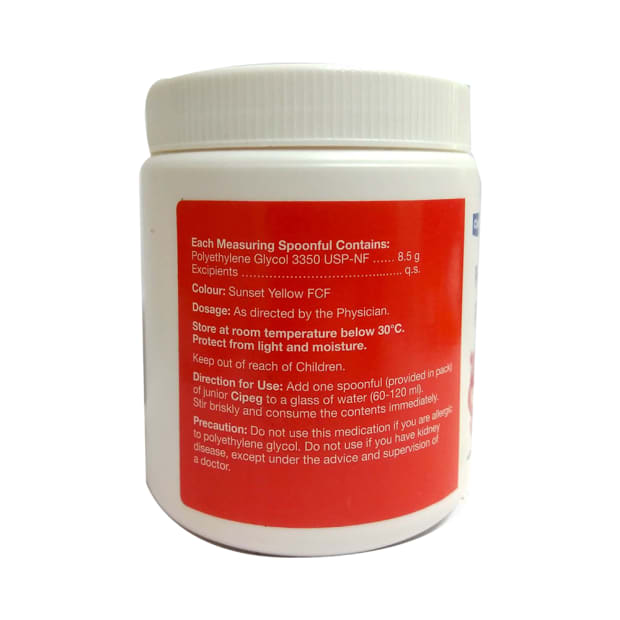 Each Measuring Spoonful Contains:
Polyethylene Glycol 3350 USP-NF ...... 8.5 g
Excipients ................................... q.s.
Colour: Sunset Yellow FCF
Dosage: As directed by the Physician.
Store at room temperature below 30°C.
Protect from light and moisture.
Keep out of reach of Children.
Direction for Use: Add one spoonful (provided in pack)
of junior Cipeg to a glass of water (60-120 ml).
Stir briskly and consume the contents immediately.
Precaution: Do not use this medication if you are allergic
to polyethylene glycol. Do not use if you have kidney
disease, except under the advice and supervision of
a doctor.